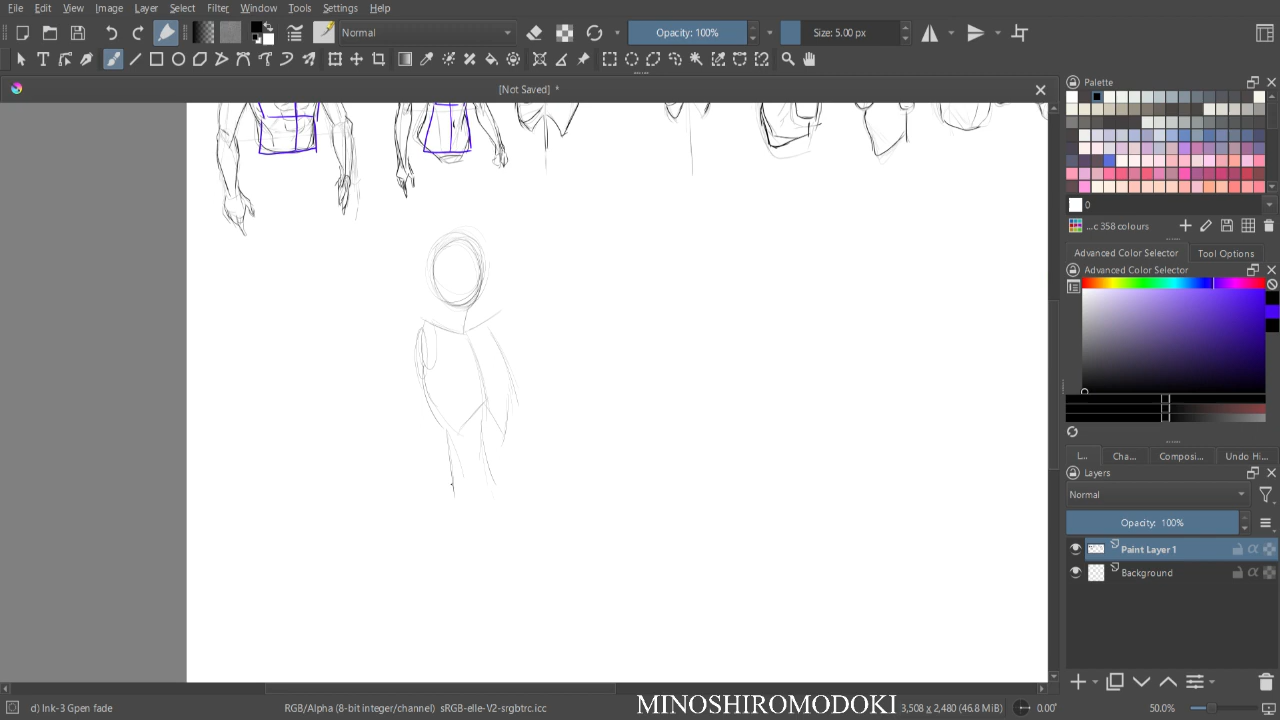 File Edit View Image Layer Select Filter Tools Settings Help
Normal Opacity: 100% Size: 5.00 px
[Not Saved] *
Palette
0
...c 358 colours
Advanced Color Selector Tool Options
Advanced Color Selector
L... Cha... Composi... Undo Hi...
Layers
Normal
Opacity: 100%
Paint Layer 1
Background
d) Ink-3 Gpen fade RGB/Alpha (8-bit integer/channel) sRGB-elle-V2-srgbtrc.icc MINOSHIROMODOKI 3,508 x 2,480 (46.8 MiB) 0.00° 50.0%